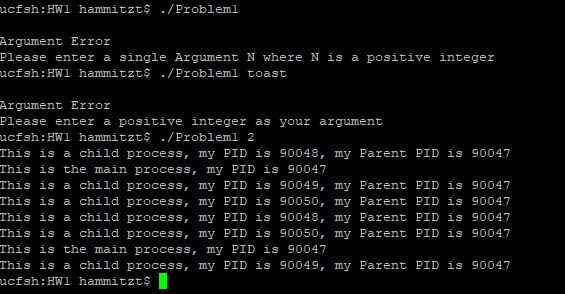 ucfsh:HW1 hammitzt$ ./Problem1
Argument Error
Please enter a single Argument N where N is a positive integer
ucfsh:HW1 hammitzt$ ./Problem1 toast
Argument Error
Please enter a positive integer as your argument
ucfsh:HW1 hammitzt$ ./Problem1 2
This is a child process, my PID is 90048, my Parent PID is 90047
This is the main process, my PID is 90047
This is a child process, my PID is 90049, my Parent PID is 90047
This is a child process, my PID is 90050, my Parent PID is 90047
This is a child process, my PID is 90048, my Parent PID is 90047
This is a child process, my PID is 90050, my Parent PID is 90047
This is the main process, my PID is 90047
This is a child process, my PID is 90049, my Parent PID is 90047
ucfsh:HW1 hammitzt$